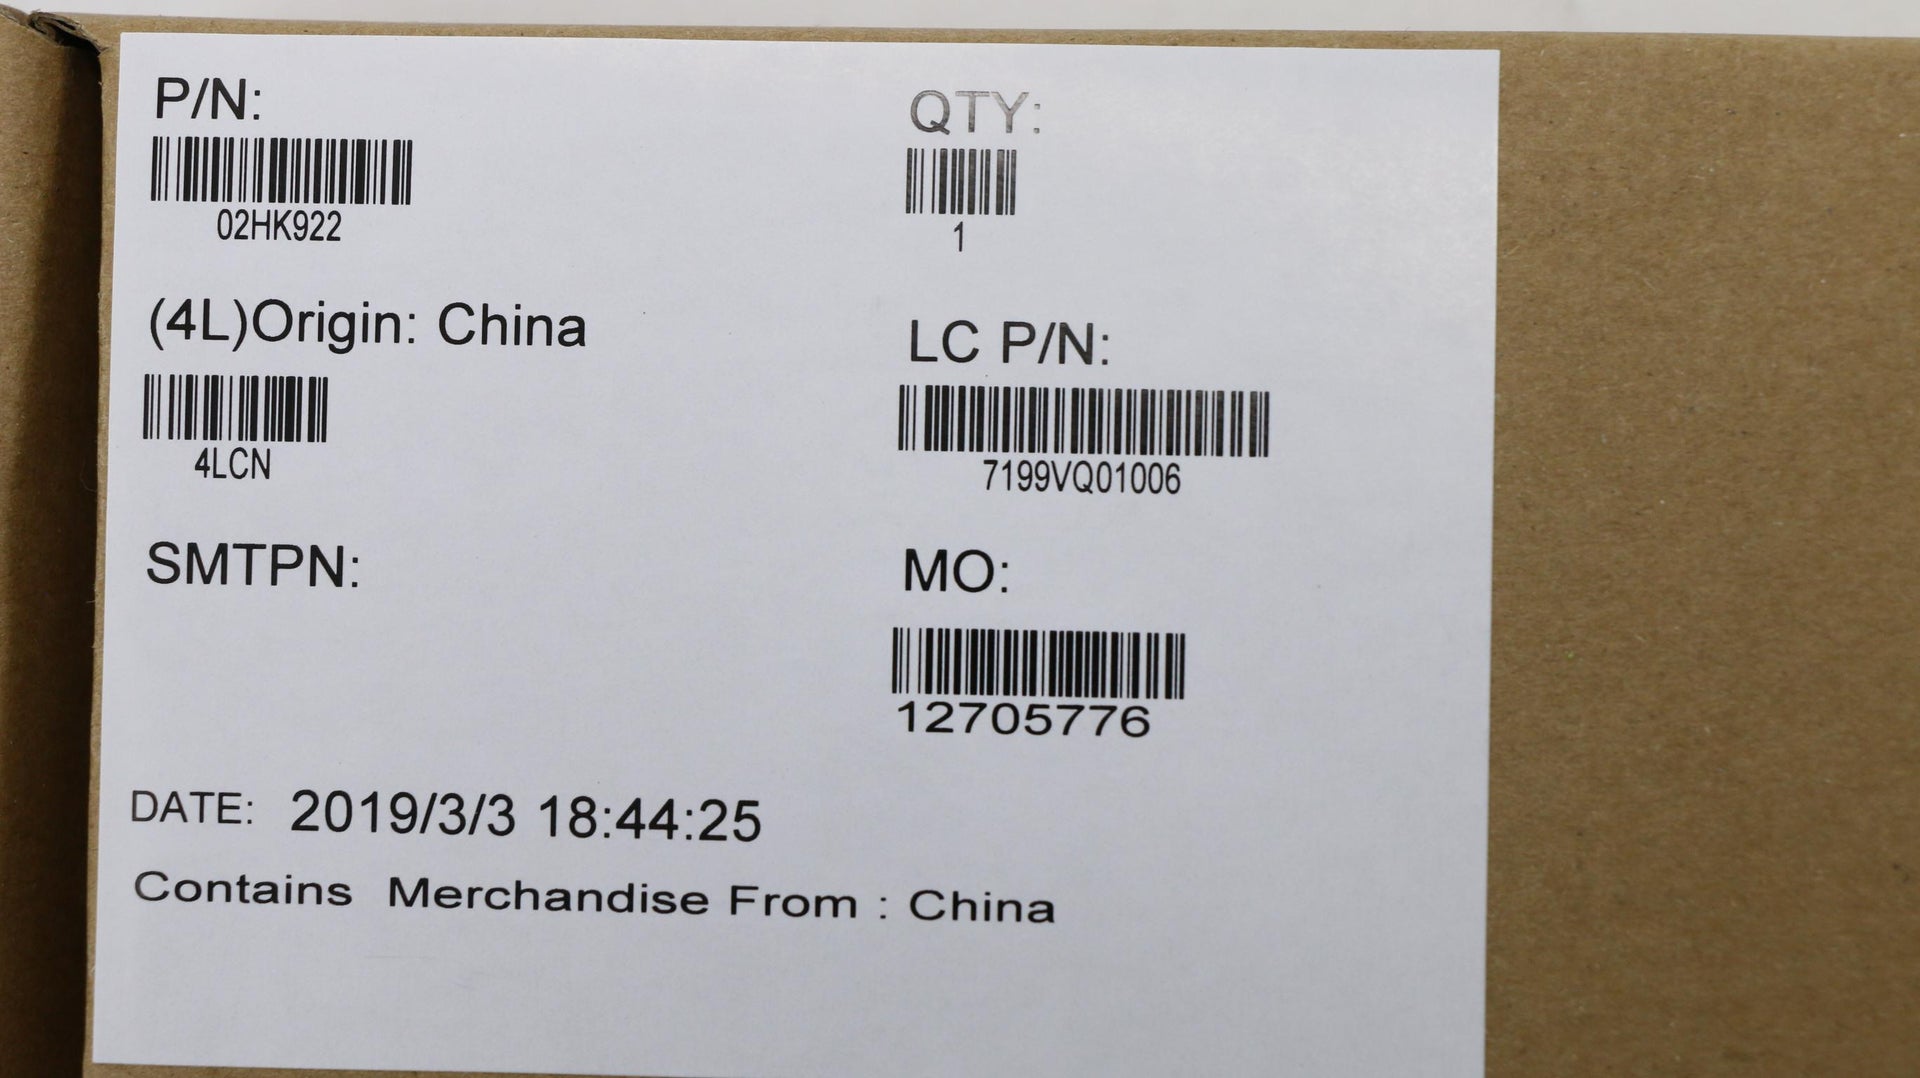 P/N:
02HK922
QTY:
1
(4L)Origin: China
4LCN
LC P/N:
7199VQ01006
SMTPN:
MO:
12705776
DATE: 2019/3/3 18:44:25
Contains Merchandise From : China